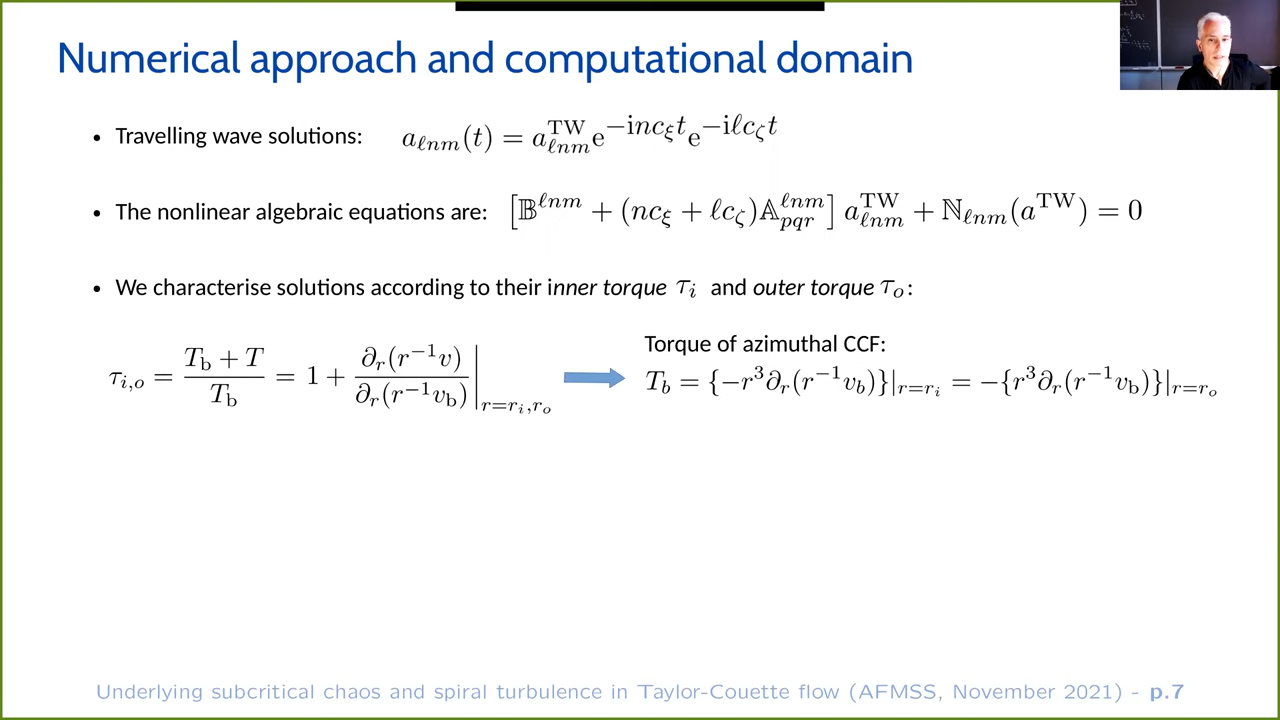 Numerical approach and computational domain
• Travelling wave solutions: a_{ℓnm}(t) = a^{TW}_{ℓnm} e^{−inc_ξ t} e^{−iℓc_ζ t}
• The nonlinear algebraic equations are: [𝔹^{ℓnm} + (nc_ξ + ℓc_ζ)𝔸^{ℓnm}_{pqr}] a^{TW}_{ℓnm} + ℕ_{ℓnm}(a^{TW}) = 0
• We characterise solutions according to their inner torque τ_i and outer torque τ_o:
τ_{i,o} = (T_b + T)/T_b = 1 + ∂_r(r^{−1}v)/∂_r(r^{−1}v_b)|_{r=r_i,r_o}
Torque of azimuthal CCF:
T_b = {−r^3∂_r(r^{−1}v_b)}|_{r=r_i} = −{r^3∂_r(r^{−1}v_b)}|_{r=r_o}
Underlying subcritical chaos and spiral turbulence in Taylor-Couette flow (AFMSS, November 2021) - p.7